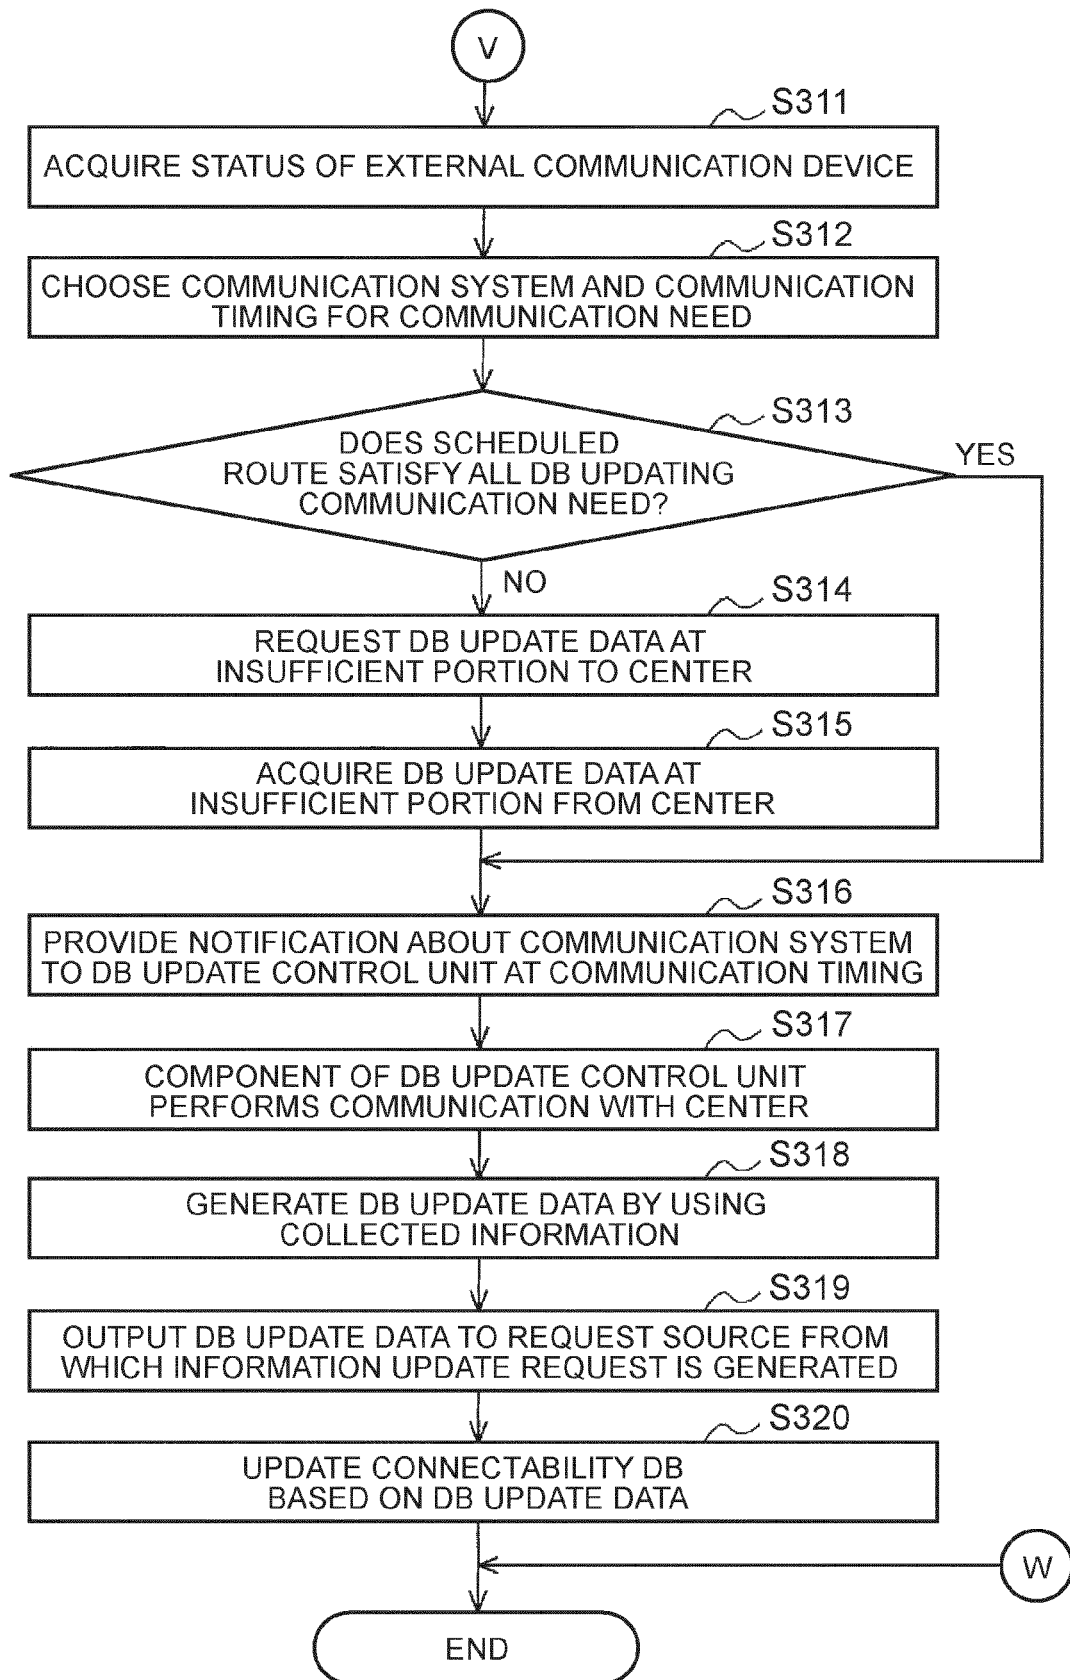 V
S311
ACQUIRE STATUS OF EXTERNAL COMMUNICATION DEVICE
S312
CHOOSE COMMUNICATION SYSTEM AND COMMUNICATION
TIMING FOR COMMUNICATION NEED
S313
DOES SCHEDULED
ROUTE SATISFY ALL DB UPDATING
COMMUNICATION NEED?
YES
NO
S314
REQUEST DB UPDATE DATA AT
INSUFFICIENT PORTION TO CENTER
S315
ACQUIRE DB UPDATE DATA AT
INSUFFICIENT PORTION FROM CENTER
S316
PROVIDE NOTIFICATION ABOUT COMMUNICATION SYSTEM
TO DB UPDATE CONTROL UNIT AT COMMUNICATION TIMING
S317
COMPONENT OF DB UPDATE CONTROL UNIT
PERFORMS COMMUNICATION WITH CENTER
S318
GENERATE DB UPDATE DATA BY USING
COLLECTED INFORMATION
S319
OUTPUT DB UPDATE DATA TO REQUEST SOURCE FROM
WHICH INFORMATION UPDATE REQUEST IS GENERATED
S320
UPDATE CONNECTABILITY DB
BASED ON DB UPDATE DATA
W
END